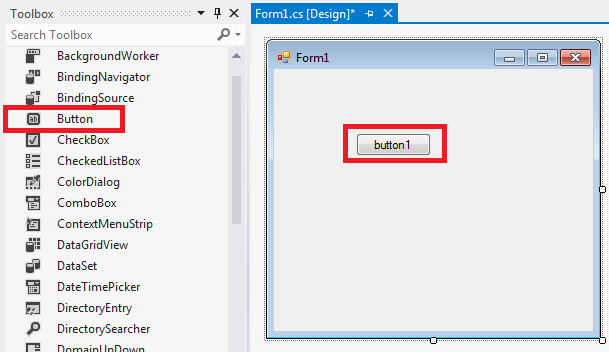 Toolbox
Search Toolbox
BackgroundWorker
BindingNavigator
BindingSource
ab Button
CheckBox
CheckedListBox
ColorDialog
ComboBox
ContextMenuStrip
DataGridView
DataSet
DateTimePicker
DirectoryEntry
DirectorySearcher
DomainUpDown
Form1.cs [Design]*
Form1
button1